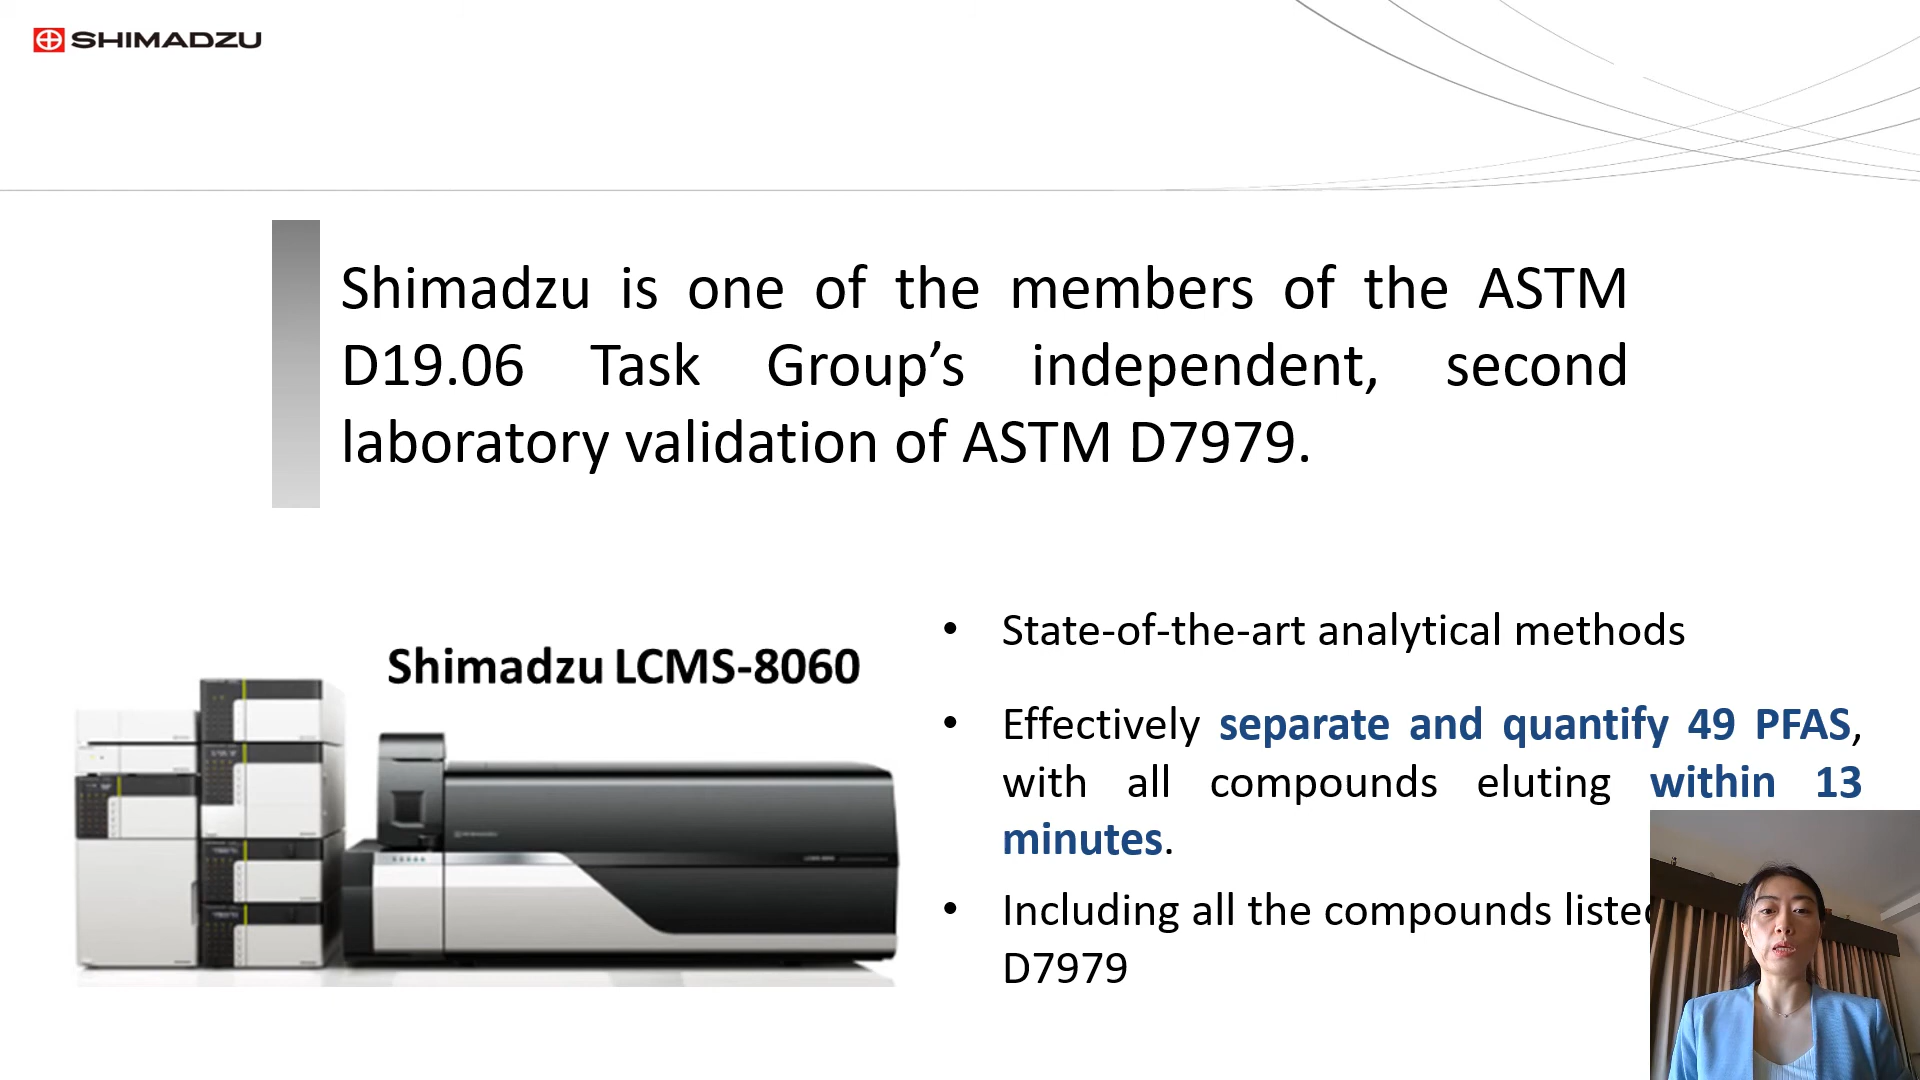 SHIMADZU
Shimadzu is one of the members of the ASTM
D19.06 Task Group’s independent, second
laboratory validation of ASTM D7979.
Shimadzu LCMS-8060
• State-of-the-art analytical methods
• Effectively separate and quantify 49 PFAS,
with all compounds eluting within 13
minutes.
• Including all the compounds listed
D7979